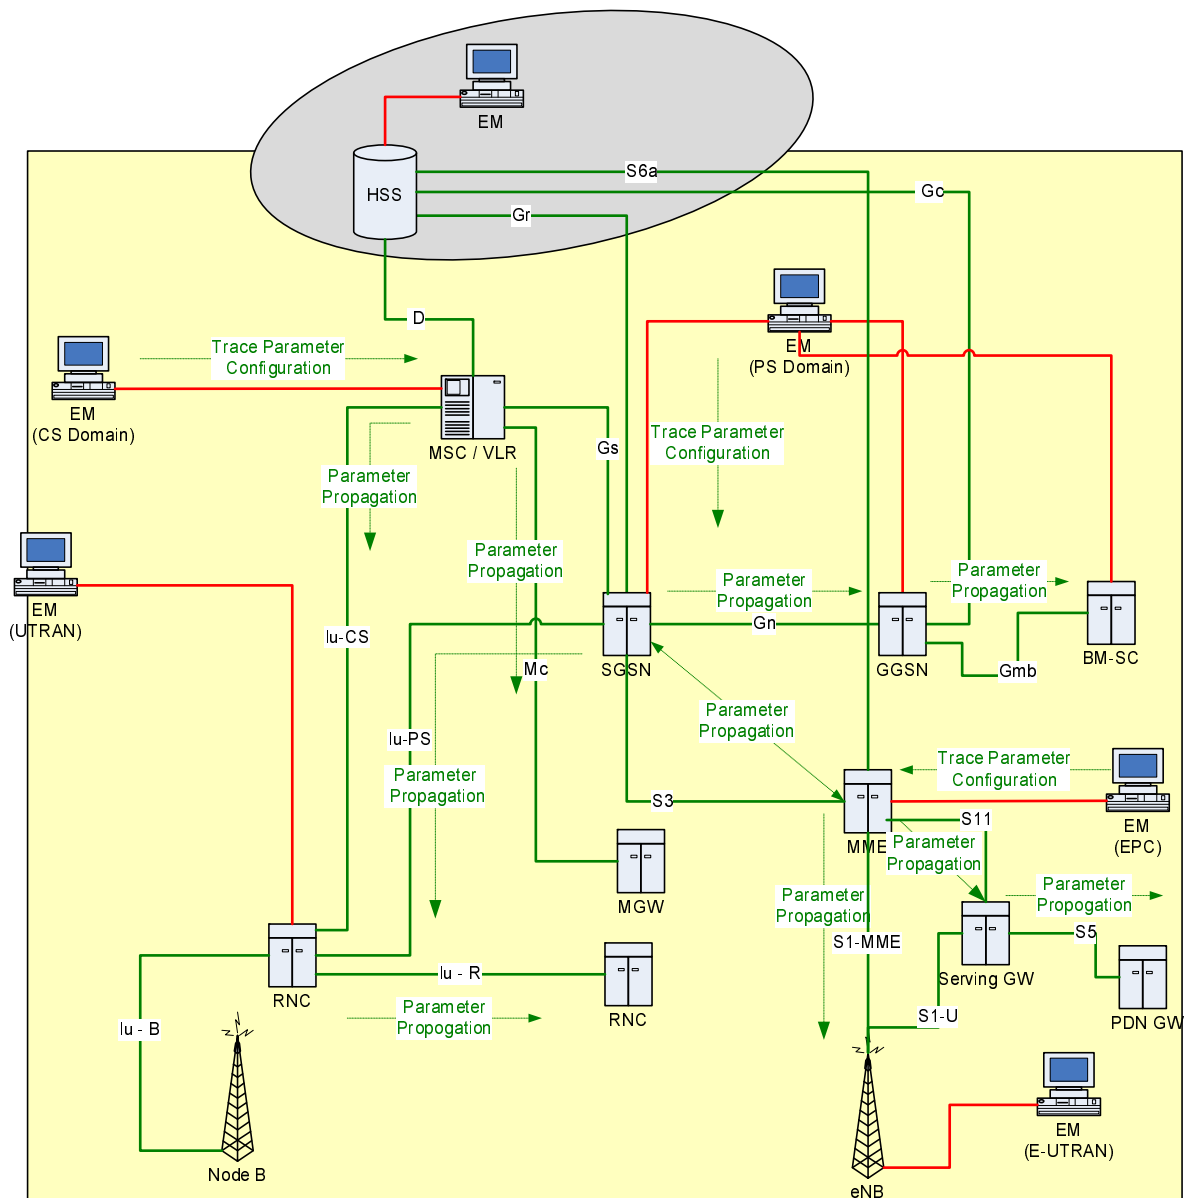 EM
S6a
HSS
Gc
Gr
D
EM
(PS Domain)
Trace Parameter
Configuration
EM
(CS Domain)
MSC / VLR
Gs
Trace Parameter
Configuration
Parameter
Propagation
Parameter
Propagation
EM
(UTRAN)
Parameter
Propagation
Parameter
Propagation
Iu-CS
Gn
SGSN
GGSN
BM-SC
Gmb
Mc
Parameter
Propagation
Iu-PS
Parameter
Propagation
Trace Parameter
Configuration
S3
S11
EM
(EPC)
MME
Parameter
Propagation
Parameter
Propogation
Parameter
Propagation
MGW
S1-MME
S5
Serving GW
Iu - R
RNC
RNC
Parameter
Propogation
S1-U
PDN GW
Iu - B
EM
(E-UTRAN)
Node B
eNB